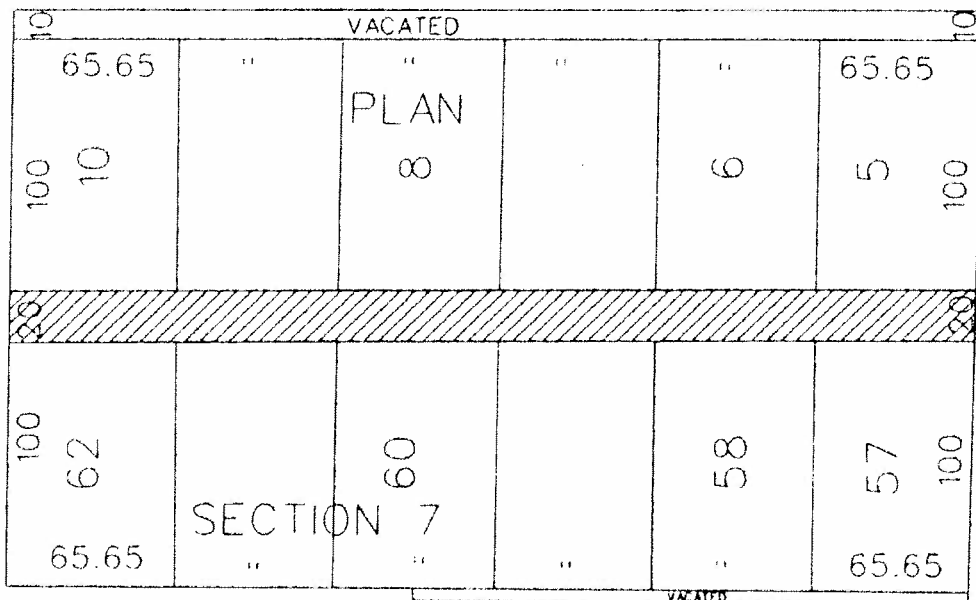 10 VACATED 10
65.65 " " " " 65.65
PLAN
100 10 8 6 5 100
20 20
100 62 60 58 57 100
SECTION 7
65.65 " " " " 65.65
VACATED